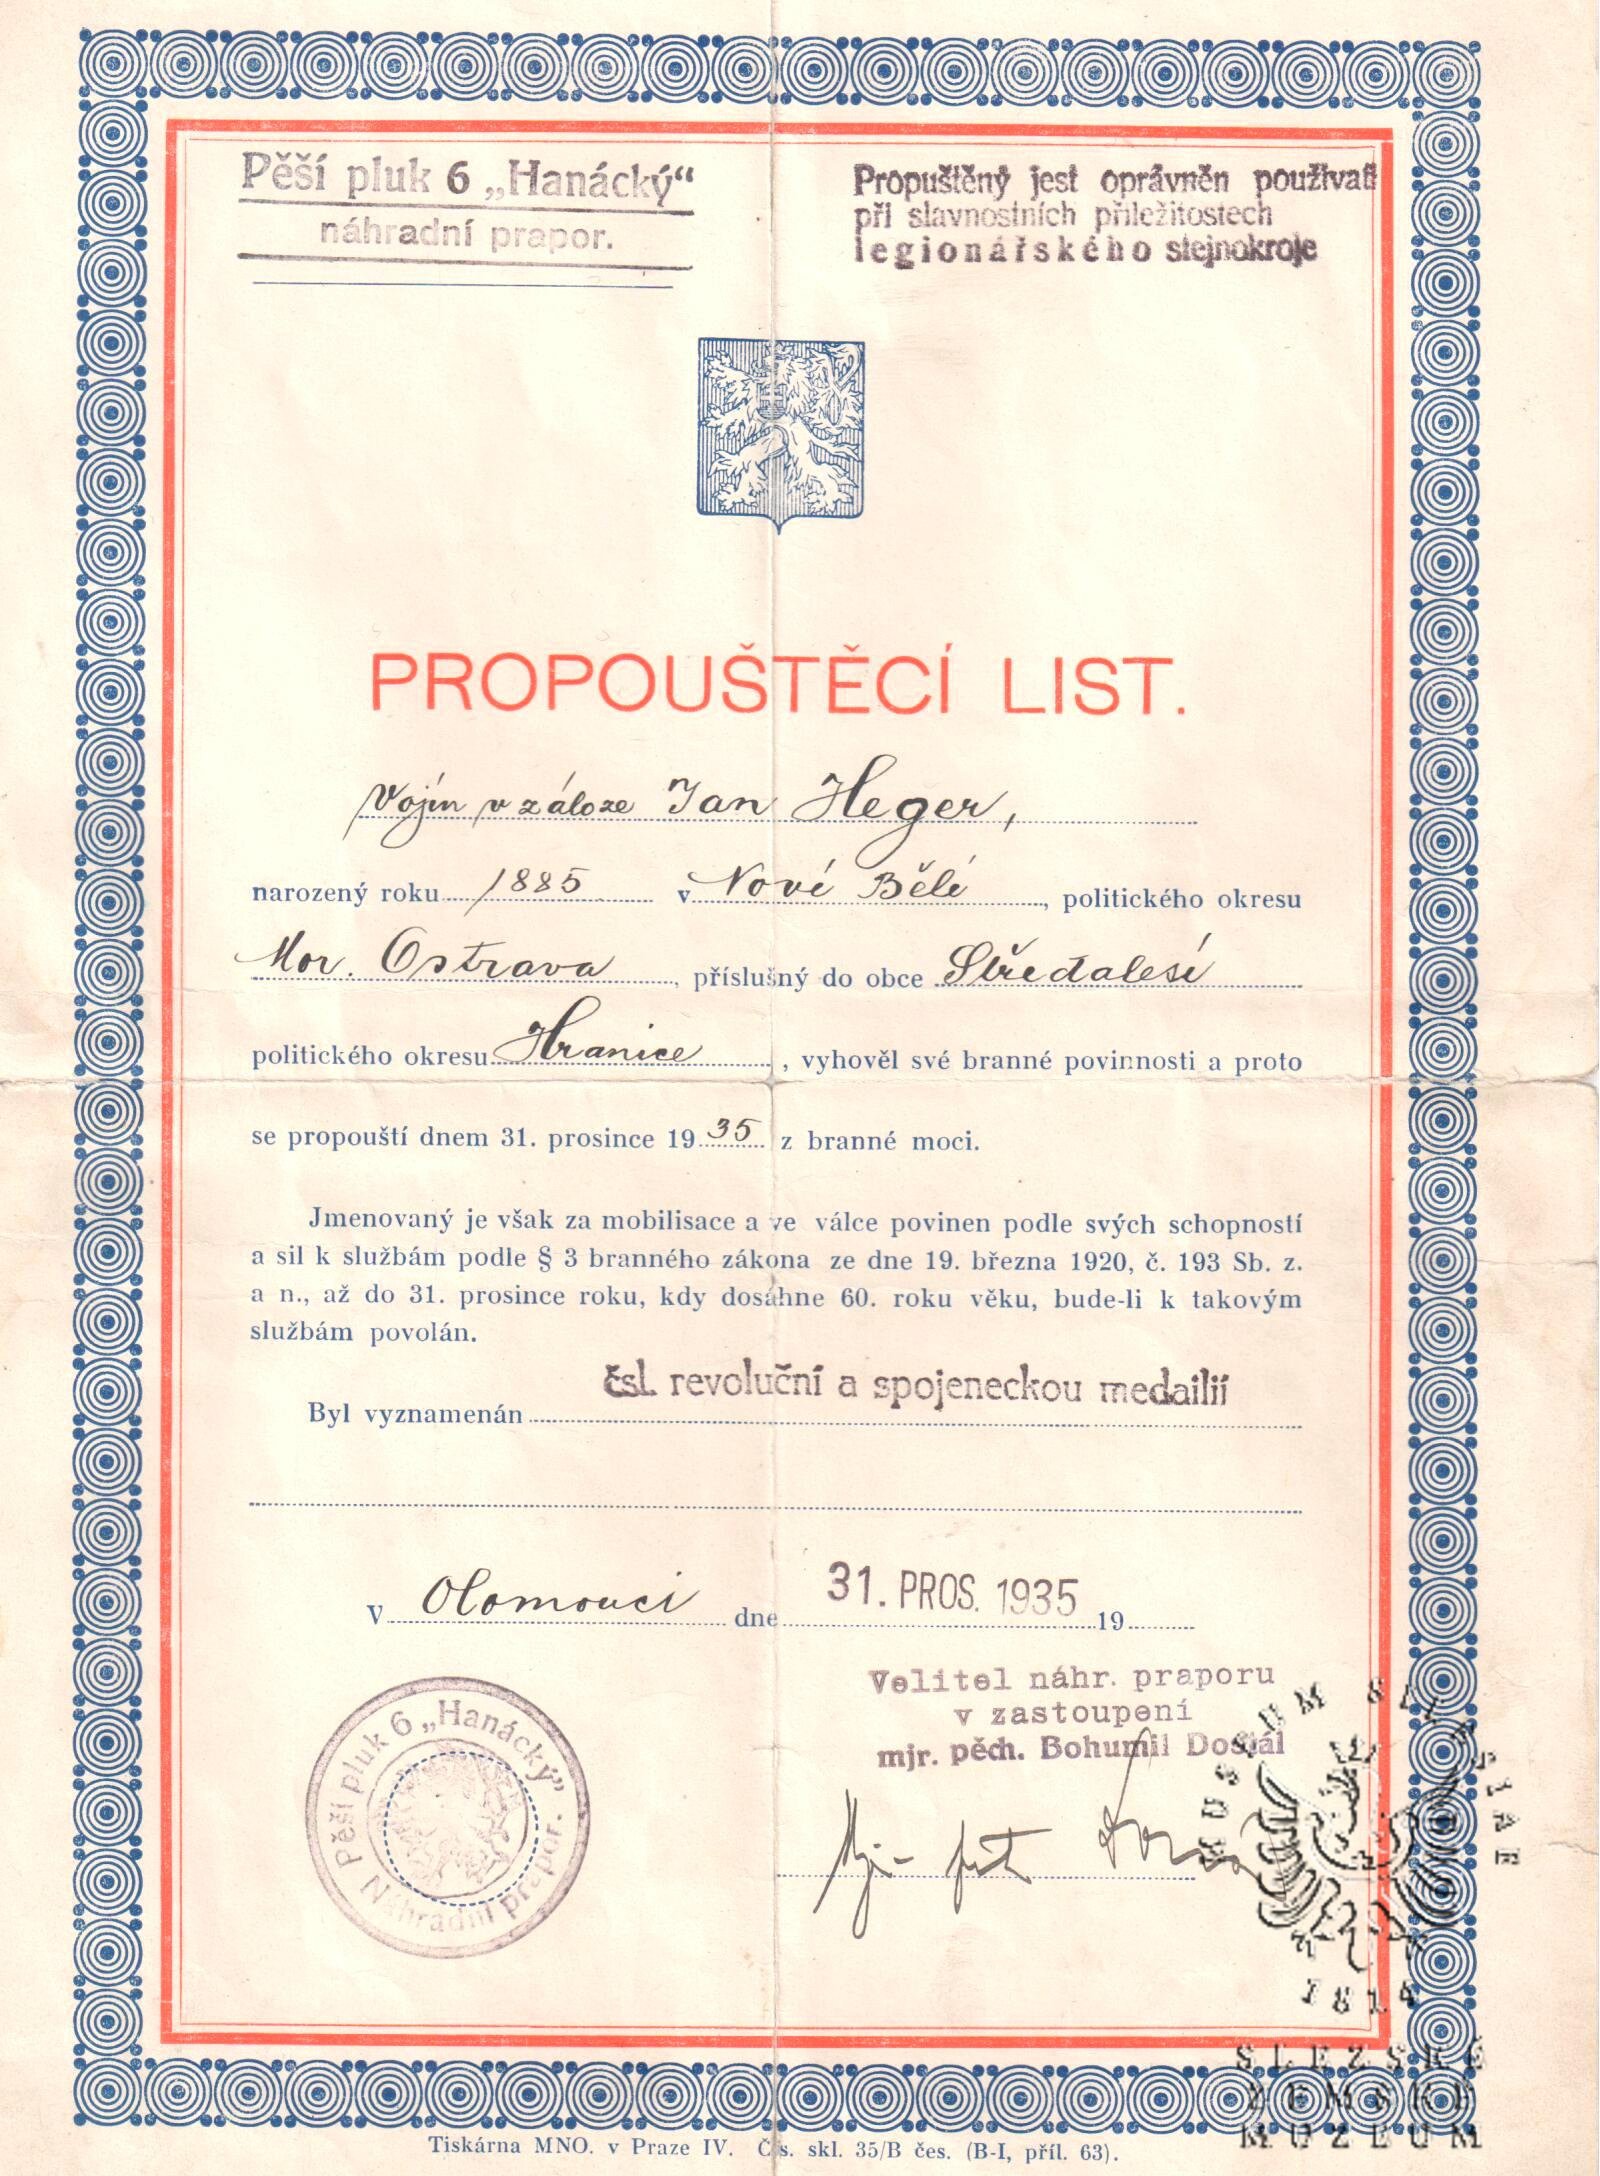 Pěší pluk 6 „Hanácký“
náhradní prapor.
Propuštěný jest oprávněn používati
při slavnostních příležitostech
legionářského stejnokroje
PROPOUŠTĚCÍ LIST.
Vojín v záloze Jan Heger,
narozený roku 1885 v Nové Bělé, politického okresu
Mor. Ostrava, příslušný do obce Středalesí
politického okresu Hranice, vyhověl své branné povinnosti a proto
se propouští dnem 31. prosince 1935 z branné moci.
Jmenovaný je však za mobilisace a ve válce povinen podle svých schopností
a sil k službám podle § 3 branného zákona ze dne 19. března 1920, č. 193 Sb. z.
a n., až do 31. prosince roku, kdy dosáhne 60. roku věku, bude-li k takovým
službám povolán.
Byl vyznamenán čsl. revoluční a spojeneckou medailií
V Olomouci dne 31. PROS. 1935 19
Velitel náhr. praporu
v zastoupení
mjr. pěch. Bohumil Dostál
Pěší pluk 6 „Hanácký“
Náhradní prapor.
MUSEUM SILESIAE
1814
SLEZSKÉ
ZEMSKÉ
MUZEUM
Tiskárna MNO. v Praze IV. Čís. skl. 35/B čes. (B-I, příl. 63).